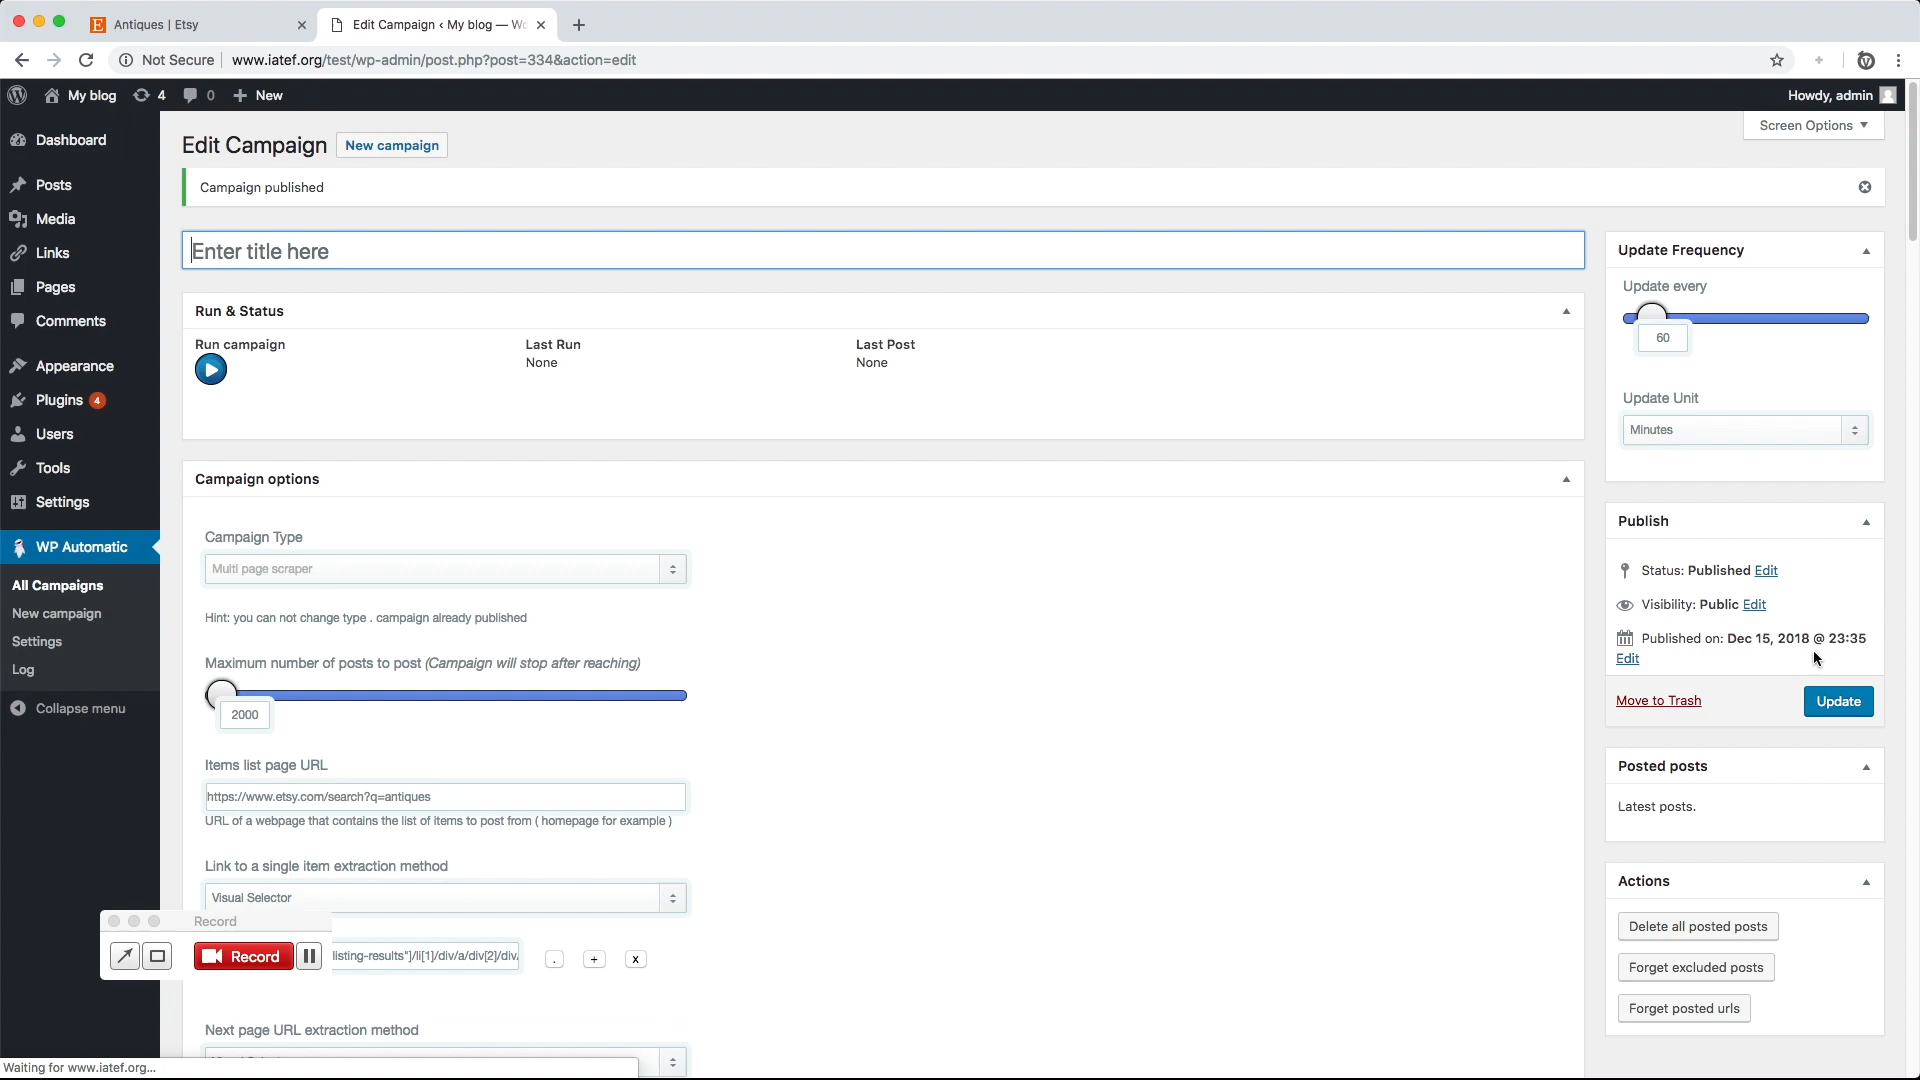 Antiques | Etsy
Edit Campaign ‹ My blog — Wo
Not Secure
www.iatef.org/test/wp-admin/post.php?post=334&action=edit
My blog
4
0
New
Howdy, admin
Screen Options
Dashboard
Posts
Media
Links
Pages
Comments
Appearance
Plugins 4
Users
Tools
Settings
WP Automatic
All Campaigns
New campaign
Settings
Log
Collapse menu
Edit Campaign
New campaign
Campaign published
Enter title here
Run & Status
Run campaign
Last Run
None
Last Post
None
Campaign options
Campaign Type
Multi page scraper
Hint: you can not change type . campaign already published
Maximum number of posts to post (Campaign will stop after reaching)
2000
Items list page URL
https://www.etsy.com/search?q=antiques
URL of a webpage that contains the list of items to post from ( homepage for example )
Link to a single item extraction method
Visual Selector
Record
Record
listing-results"]/li[1]/div/a/div[2]/div/
.
+
x
Next page URL extraction method
Update Frequency
Update every
60
Update Unit
Minutes
Publish
Status: Published Edit
Visibility: Public Edit
Published on: Dec 15, 2018 @ 23:35
Edit
Move to Trash
Update
Posted posts
Latest posts.
Actions
Delete all posted posts
Forget excluded posts
Forget posted urls
Waiting for www.iatef.org...